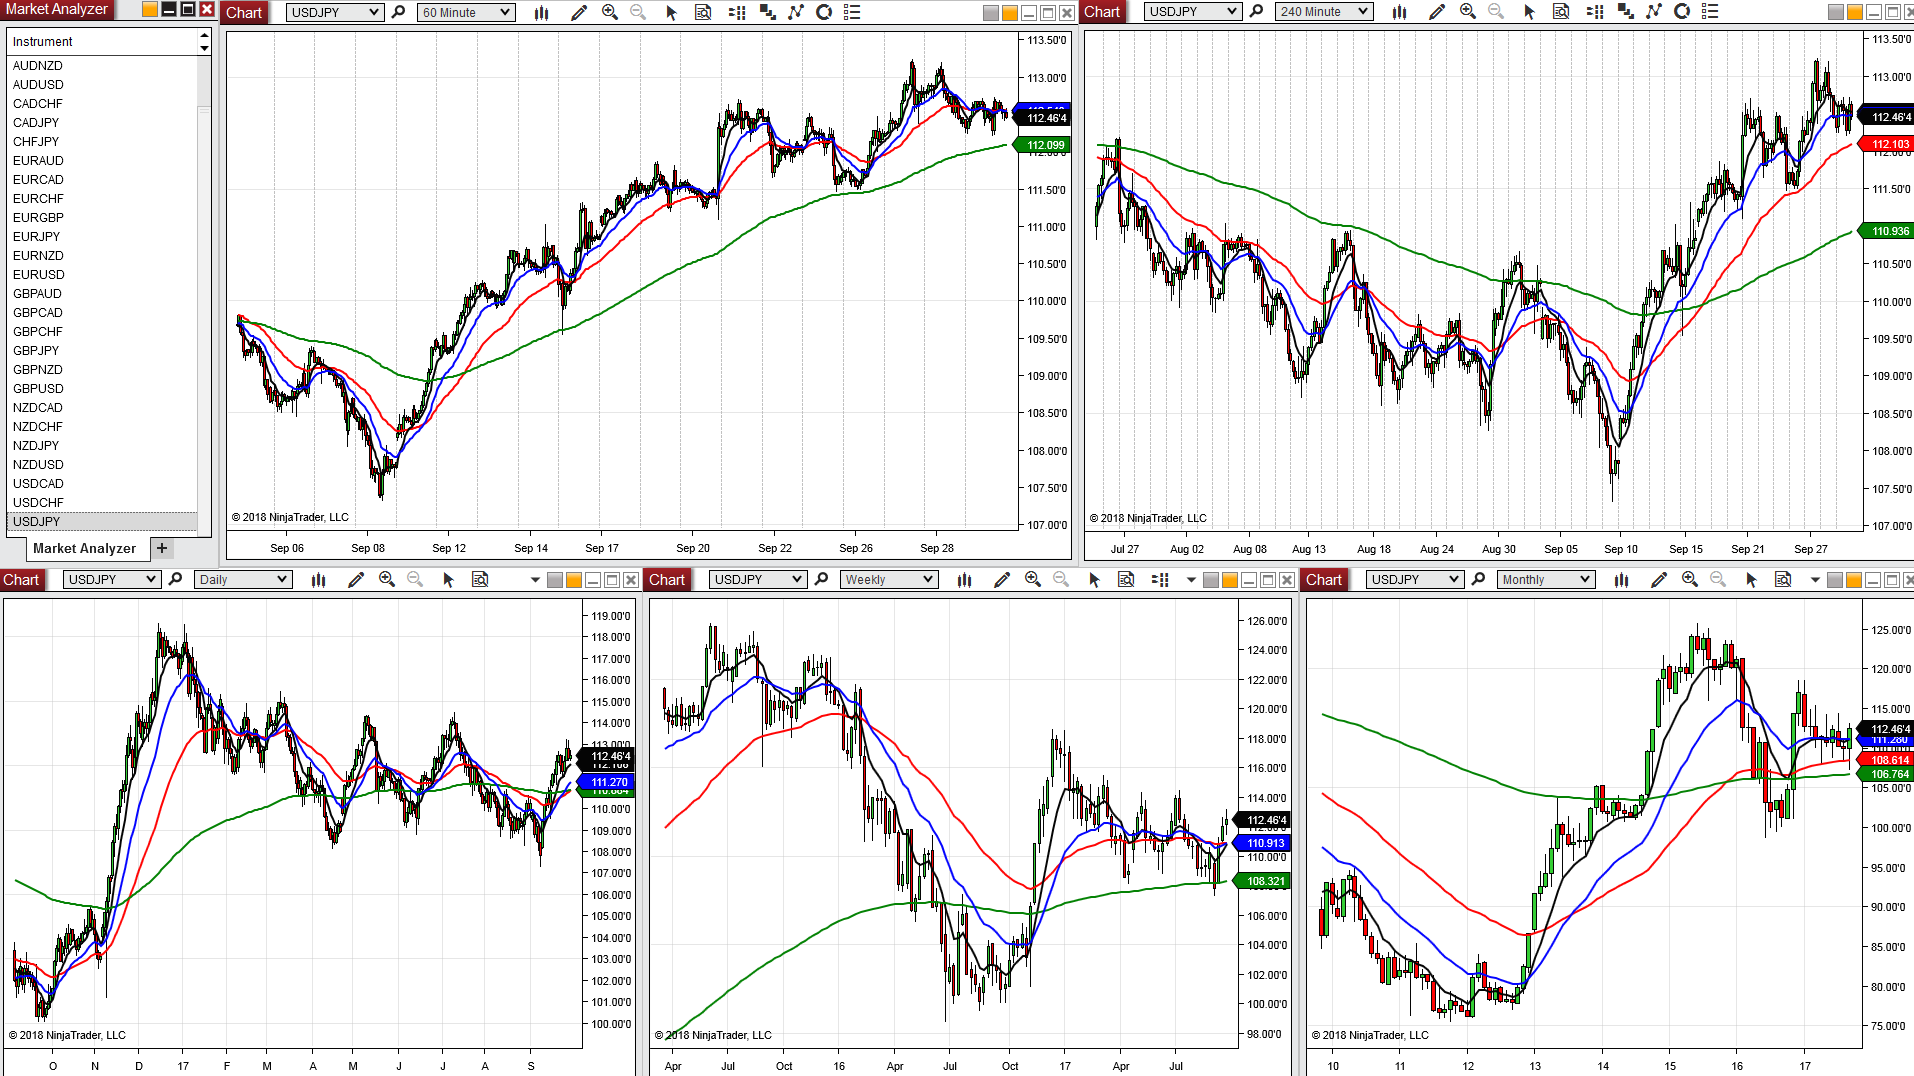 Market Analyzer
Instrument
AUDNZD
AUDUSD
CADCHF
CADJPY
CHFJPY
EURAUD
EURCAD
EURCHF
EURGBP
EURJPY
EURNZD
EURUSD
GBPAUD
GBPCAD
GBPCHF
GBPJPY
GBPNZD
GBPUSD
NZDCAD
NZDCHF
NZDJPY
NZDUSD
USDCAD
USDCHF
USDJPY
Market Analyzer +
Chart USDJPY 60 Minute
113.50'0
113.00'0
112.46'4
112.099
111.50'0
111.00'0
110.50'0
110.00'0
109.50'0
109.00'0
108.50'0
108.00'0
107.50'0
107.00'0
© 2018 NinjaTrader, LLC
Sep 06 Sep 08 Sep 12 Sep 14 Sep 17 Sep 20 Sep 22 Sep 26 Sep 28
Chart USDJPY 240 Minute
113.50'0
113.00'0
112.46'4
112.103
111.50'0
110.936
110.50'0
110.00'0
109.50'0
109.00'0
108.50'0
108.00'0
107.50'0
107.00'0
© 2018 NinjaTrader, LLC
Jul 27 Aug 02 Aug 08 Aug 13 Aug 18 Aug 24 Aug 30 Sep 05 Sep 10 Sep 15 Sep 21 Sep 27
Chart USDJPY Daily
119.00'0
118.00'0
117.00'0
116.00'0
115.00'0
114.00'0
113.00'0
112.46'4
111.270
110.00'0
109.00'0
108.00'0
107.00'0
106.00'0
105.00'0
104.00'0
103.00'0
102.00'0
101.00'0
100.00'0
© 2018 NinjaTrader, LLC
O N D 17 F M A M J J A S
Chart USDJPY Weekly
126.00'0
124.00'0
122.00'0
120.00'0
118.00'0
116.00'0
114.00'0
112.46'4
110.913
110.00'0
108.321
106.00'0
104.00'0
102.00'0
100.00'0
98.00'0
© 2018 NinjaTrader, LLC
Apr Jul Oct 16 Apr Jul Oct 17 Apr Jul
Chart USDJPY Monthly
125.00'0
120.00'0
115.00'0
112.46'4
111.280
108.614
106.764
105.00'0
100.00'0
95.00'0
90.00'0
85.00'0
80.00'0
75.00'0
© 2018 NinjaTrader, LLC
10 11 12 13 14 15 16 17